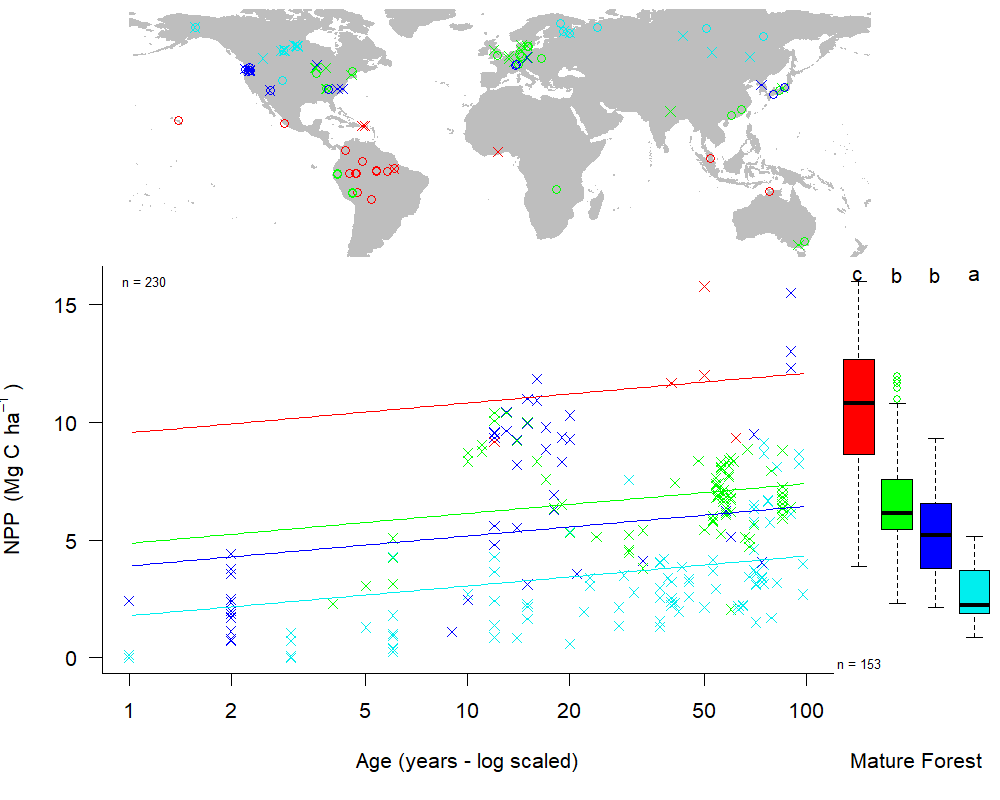 n = 230
c b b a
15
10
5
0
NPP (Mg C ha⁻¹)
n = 153
1 2 5 10 20 50 100
Age (years - log scaled)
Mature Forest